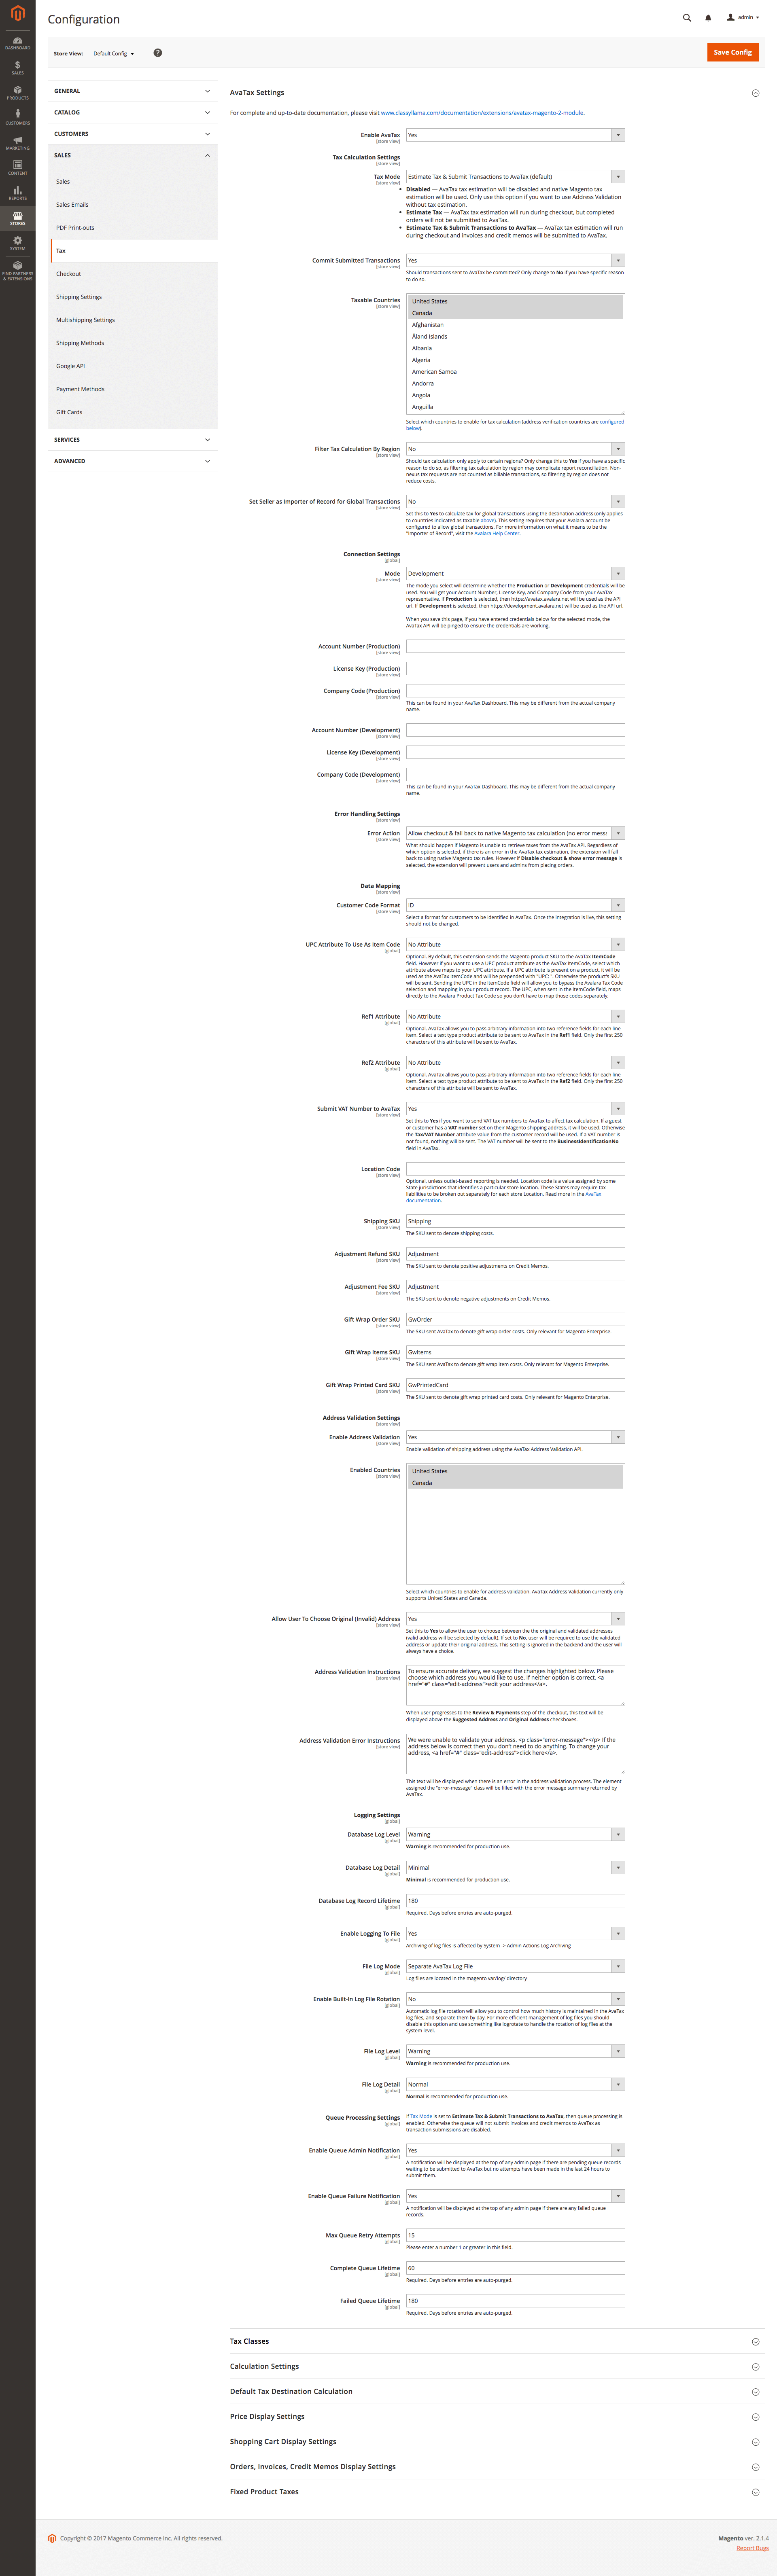 Configuration
admin
Store View: Default Config
Save Config
DASHBOARD
SALES
PRODUCTS
CUSTOMERS
MARKETING
CONTENT
REPORTS
STORES
SYSTEM
FIND PARTNERS
& EXTENSIONS
GENERAL
CATALOG
CUSTOMERS
SALES
Sales
Sales Emails
PDF Print-outs
Tax
Checkout
Shipping Settings
Multishipping Settings
Shipping Methods
Google API
Payment Methods
Gift Cards
SERVICES
ADVANCED
AvaTax Settings
For complete and up-to-date documentation, please visit www.classyllama.com/documentation/extensions/avatax-magento-2-module.
Enable AvaTax Yes
[store view]
Tax Calculation Settings
[store view]
Tax Mode Estimate Tax & Submit Transactions to AvaTax (default)
[store view]
• Disabled — AvaTax tax estimation will be disabled and native Magento tax
estimation will be used. Only use this option if you want to use Address Validation
without tax estimation.
• Estimate Tax — AvaTax tax estimation will run during checkout, but completed
orders will not be submitted to AvaTax.
• Estimate Tax & Submit Transactions to AvaTax — AvaTax tax estimation will run
during checkout and invoices and credit memos will be submitted to AvaTax.
Commit Submitted Transactions Yes
[store view]
Should transactions sent to AvaTax be committed? Only change to No if you have specific reason
to do so.
Taxable Countries
[store view]
United States
Canada
Afghanistan
Åland Islands
Albania
Algeria
American Samoa
Andorra
Angola
Anguilla
Select which countries to enable for tax calculation (address verification countries are configured
below).
Filter Tax Calculation By Region No
[store view]
Should tax calculation only apply to certain regions? Only change this to Yes if you have a specific
reason to do so, as filtering tax calculation by region may complicate report reconciliation. Non-
nexus tax requests are not counted as billable transactions, so filtering by region does not
reduce costs.
Set Seller as Importer of Record for Global Transactions No
[store view]
Set this to Yes to calculate tax for global transactions using the destination address (only applies
to countries indicated as taxable above). This setting requires that your Avalara account be
configured to allow global transactions. For more information on what it means to be the
"Importer of Record", visit the Avalara Help Center.
Connection Settings
[global]
Mode Development
[store view]
The mode you select will determine whether the Production or Development credentials will be
used. You will get your Account Number, License Key, and Company Code from your AvaTax
representative. If Production is selected, then https://avatax.avalara.net will be used as the API
url. If Development is selected, then https://development.avalara.net will be used as the API url.
When you save this page, if you have entered credentials below for the selected mode, the
AvaTax API will be pinged to ensure the credentials are working.
Account Number (Production)
[store view]
License Key (Production)
[store view]
Company Code (Production)
[store view]
This can be found in your AvaTax Dashboard. This may be different from the actual company
name.
Account Number (Development)
[store view]
License Key (Development)
[store view]
Company Code (Development)
[store view]
This can be found in your AvaTax Dashboard. This may be different from the actual company
name.
Error Handling Settings
[store view]
Error Action Allow checkout & fall back to native Magento tax calculation (no error messa
[store view]
What should happen if Magento is unable to retrieve taxes from the AvaTax API. Regardless of
which option is selected, if there is an error in the AvaTax tax estimation, the extension will fall
back to using native Magento tax rules. However if Disable checkout & show error message is
selected, the extension will prevent users and admins from placing orders.
Data Mapping
[store view]
Customer Code Format ID
[store view]
Select a format for customers to be identified in AvaTax. Once the integration is live, this setting
should not be changed.
UPC Attribute To Use As Item Code No Attribute
[global]
Optional. By default, this extension sends the Magento product SKU to the AvaTax ItemCode
field. However if you want to use a UPC product attribute as the AvaTax ItemCode, select which
attribute above maps to your UPC attribute. If a UPC attribute is present on a product, it will be
used as the AvaTax ItemCode and will be prepended with "UPC: ". Otherwise the product's SKU
will be sent. Sending the UPC in the ItemCode field will allow you to bypass the Avalara Tax Code
selection and mapping in your product record. The UPC, when sent in the ItemCode field, maps
directly to the Avalara Product Tax Code so you don't have to map those codes separately.
Ref1 Attribute No Attribute
[global]
Optional. AvaTax allows you to pass arbitrary information into two reference fields for each line
item. Select a text type product attribute to be sent to AvaTax in the Ref1 field. Only the first 250
characters of this attribute will be sent to AvaTax.
Ref2 Attribute No Attribute
[global]
Optional. AvaTax allows you to pass arbitrary information into two reference fields for each line
item. Select a text type product attribute to be sent to AvaTax in the Ref2 field. Only the first 250
characters of this attribute will be sent to AvaTax.
Submit VAT Number to AvaTax Yes
[store view]
Set this to Yes if you want to send VAT tax numbers to AvaTax to affect tax calculation. If a guest
or customer has a VAT number set on their Magento shipping address, it will be used. Otherwise
the Tax/VAT Number attribute value from the customer record will be used. If a VAT number is
not found, nothing will be sent. The VAT number will be sent to the BusinessIdentificationNo
field in AvaTax.
Location Code
[store view]
Optional, unless outlet-based reporting is needed. Location code is a value assigned by some
State jurisdictions that identifies a particular store location. These States may require tax
liabilities to be broken out separately for each store Location. Read more in the AvaTax
documentation.
Shipping SKU Shipping
[store view]
The SKU sent to denote shipping costs.
Adjustment Refund SKU Adjustment
[store view]
The SKU sent to denote positive adjustments on Credit Memos.
Adjustment Fee SKU Adjustment
[store view]
The SKU sent to denote negative adjustments on Credit Memos.
Gift Wrap Order SKU GwOrder
[store view]
The SKU sent AvaTax to denote gift wrap order costs. Only relevant for Magento Enterprise.
Gift Wrap Items SKU GwItems
[store view]
The SKU sent AvaTax to denote gift wrap item costs. Only relevant for Magento Enterprise.
Gift Wrap Printed Card SKU GwPrintedCard
[store view]
The SKU sent to denote gift wrap printed card costs. Only relevant for Magento Enterprise.
Address Validation Settings
[store view]
Enable Address Validation Yes
[store view]
Enable validation of shipping address using the AvaTax Address Validation API.
Enabled Countries
[store view]
United States
Canada
Select which countries to enable for address validation. AvaTax Address Validation currently only
supports United States and Canada.
Allow User To Choose Original (Invalid) Address Yes
[store view]
Set this to Yes to allow the user to choose between the the original and validated addresses
(valid address will be selected by default). If set to No, user will be required to use the validated
address or update their original address. This setting is ignored in the backend and the user will
always have a choice.
Address Validation Instructions
[store view]
To ensure accurate delivery, we suggest the changes highlighted below. Please
choose which address you would like to use. If neither option is correct, <a
href="#" class="edit-address">edit your address</a>.
When user progresses to the Review & Payments step of the checkout, this text will be
displayed above the Suggested Address and Original Address checkboxes.
Address Validation Error Instructions
[store view]
We were unable to validate your address. <p class="error-message"></p> If the
address below is correct then you don't need to do anything. To change your
address, <a href="#" class="edit-address">click here</a>.
This text will be displayed when there is an error in the address validation process. The element
assigned the "error-message" class will be filled with the error message summary returned by
AvaTax.
Logging Settings
[global]
Database Log Level Warning
[global]
Warning is recommended for production use.
Database Log Detail Minimal
[global]
Minimal is recommended for production use.
Database Log Record Lifetime 180
[global]
Required. Days before entries are auto-purged.
Enable Logging To File Yes
[global]
Archiving of log files is affected by System -> Admin Actions Log Archiving
File Log Mode Separate AvaTax Log File
[global]
Log files are located in the magento var/log/ directory
Enable Built-In Log File Rotation No
[global]
Automatic log file rotation will allow you to control how much history is maintained in the AvaTax
log files, and separate them by day. For more efficient management of log files you should
disable this option and use something like logrotate to handle the rotation of log files at the
system level.
File Log Level Warning
[global]
Warning is recommended for production use.
File Log Detail Normal
[global]
Normal is recommended for production use.
Queue Processing Settings
[global]
If Tax Mode is set to Estimate Tax & Submit Transactions to AvaTax, then queue processing is
enabled. Otherwise the queue will not submit invoices and credit memos to AvaTax as
transaction submissions are disabled.
Enable Queue Admin Notification Yes
[global]
A notification will be displayed at the top of any admin page if there are pending queue records
waiting to be submitted to AvaTax but no attempts have been made in the last 24 hours to
submit them.
Enable Queue Failure Notification Yes
[global]
A notification will be displayed at the top of any admin page if there are any failed queue
records.
Max Queue Retry Attempts 15
[global]
Please enter a number 1 or greater in this field.
Complete Queue Lifetime 60
[global]
Required. Days before entries are auto-purged.
Failed Queue Lifetime 180
[global]
Required. Days before entries are auto-purged.
Tax Classes
Calculation Settings
Default Tax Destination Calculation
Price Display Settings
Shopping Cart Display Settings
Orders, Invoices, Credit Memos Display Settings
Fixed Product Taxes
Copyright © 2017 Magento Commerce Inc. All rights reserved.
Magento ver. 2.1.4
Report Bugs